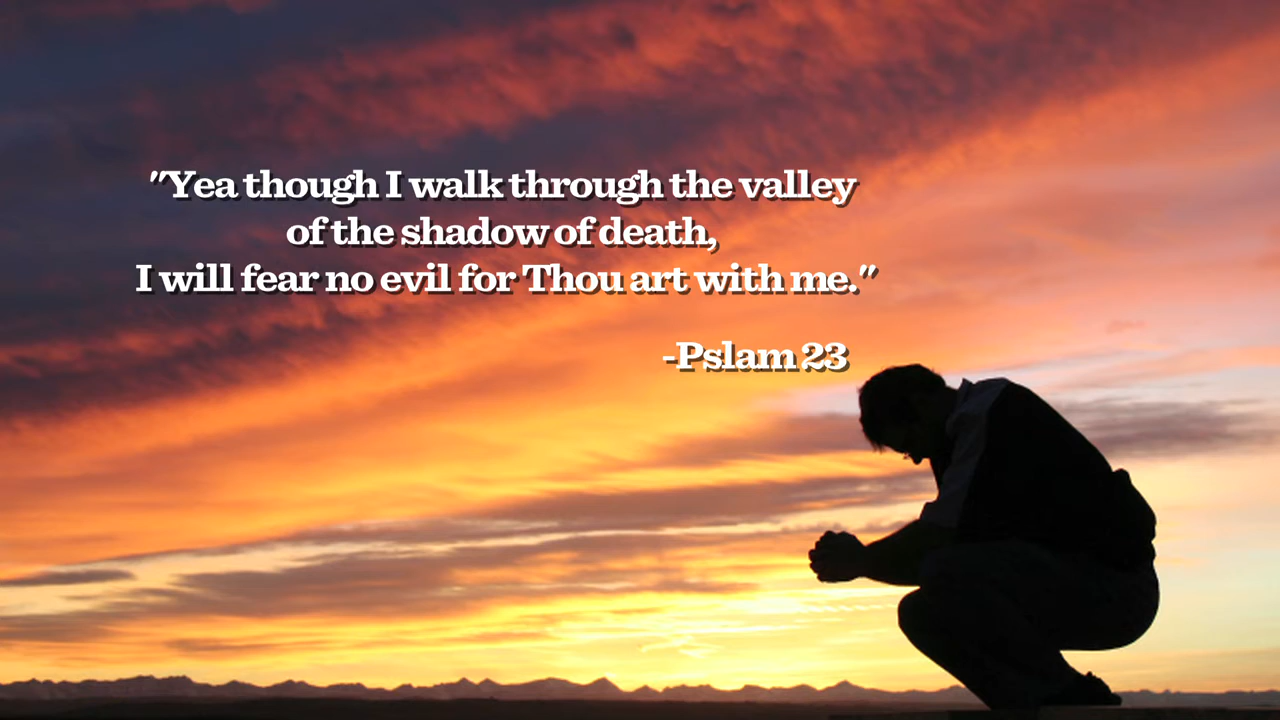 "Yea though I walk through the valley
of the shadow of death,
I will fear no evil for Thou art with me."
-Pslam 23